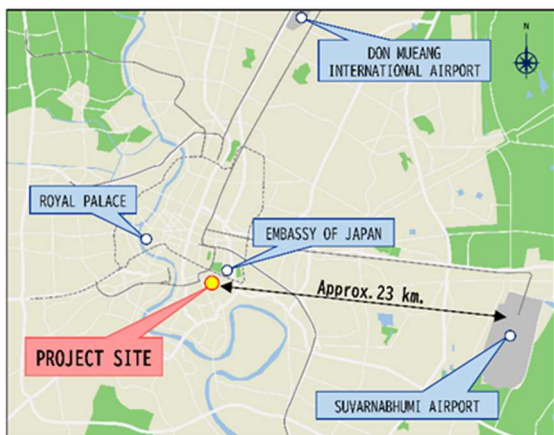 N
DON MUEANG
INTERNATIONAL AIRPORT
ROYAL PALACE
EMBASSY OF JAPAN
Approx.23 km.
PROJECT SITE
SUVARNABHUMI AIRPORT